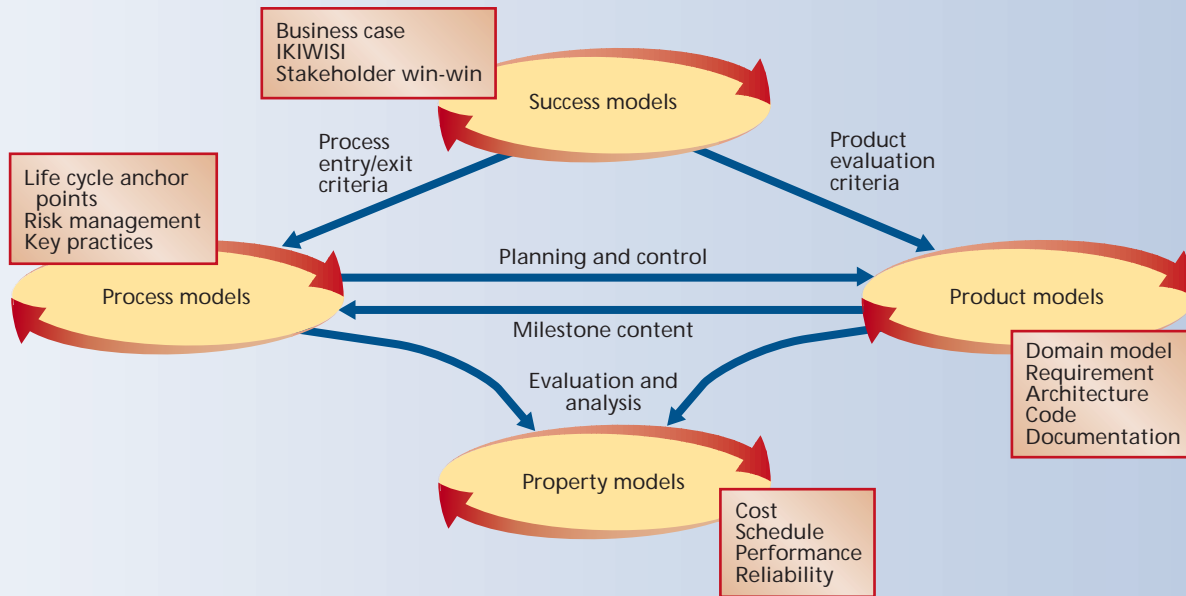 Business case
IKIWISI
Stakeholder win-win
Success models
Process
entry/exit
criteria
Product
evaluation
criteria
Life cycle anchor
points
Risk management
Key practices
Process models
Planning and control
Milestone content
Product models
Domain model
Requirement
Architecture
Code
Documentation
Evaluation and
analysis
Property models
Cost
Schedule
Performance
Reliability